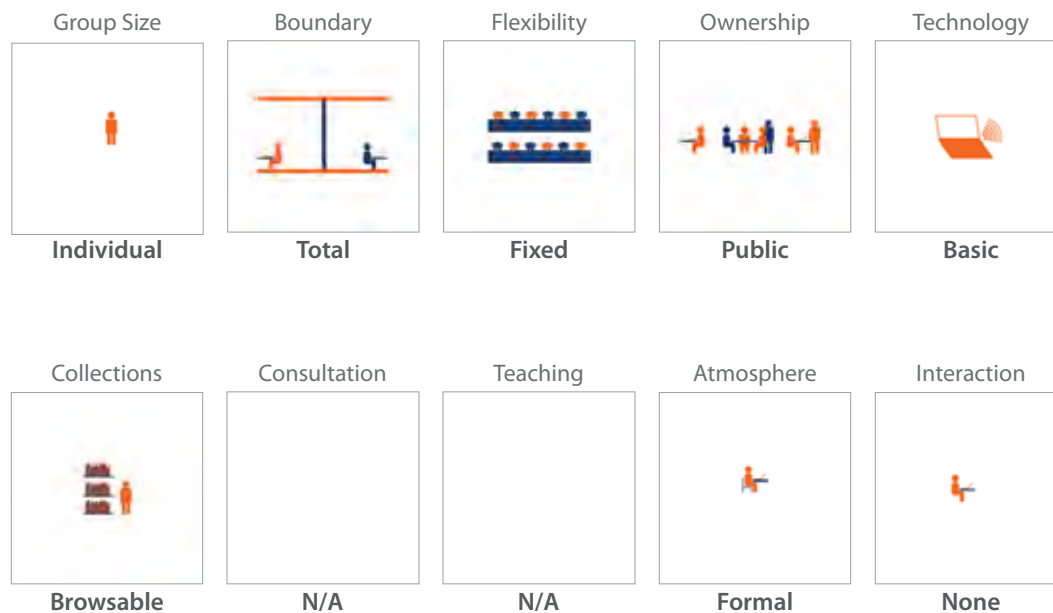 Group Size
Boundary
Flexibility
Ownership
Technology
Individual
Total
Fixed
Public
Basic
Collections
Consultation
Teaching
Atmosphere
Interaction
Browsable
N/A
N/A
Formal
None